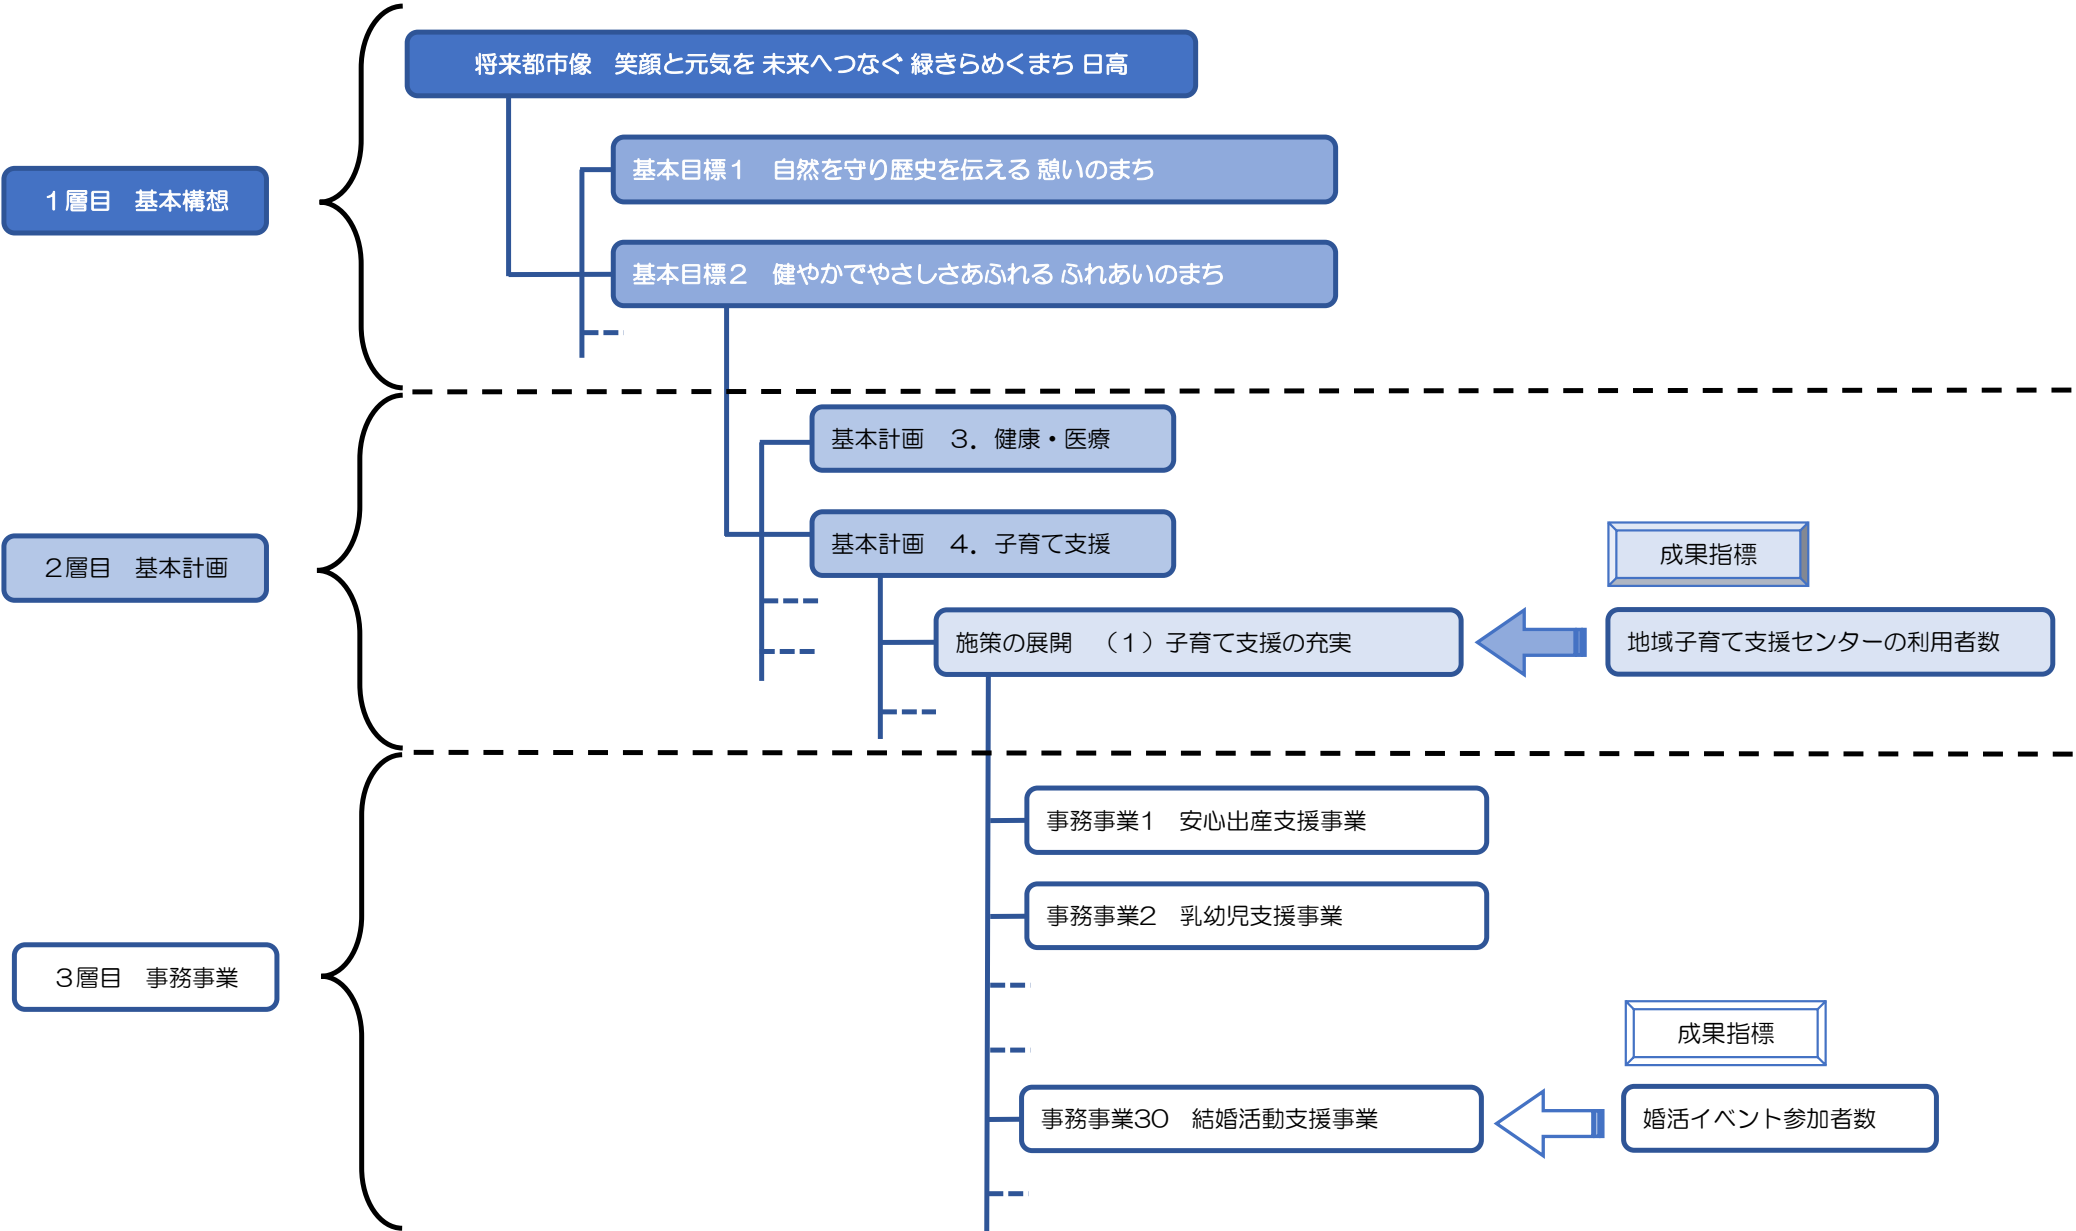 将来都市像　笑顔と元気を 未来へつなぐ 緑きらめくまち 日高
基本目標１　自然を守り歴史を伝える 憩いのまち
１層目　基本構想
基本目標２　健やかでやさしさあふれる ふれあいのまち
基本計画　３．健康・医療
基本計画　４．子育て支援
２層目　基本計画
成果指標
施策の展開　（１）子育て支援の充実
地域子育て支援センターの利用者数
事務事業1　安心出産支援事業
事務事業2　乳幼児支援事業
３層目　事務事業
成果指標
事務事業30　結婚活動支援事業
婚活イベント参加者数